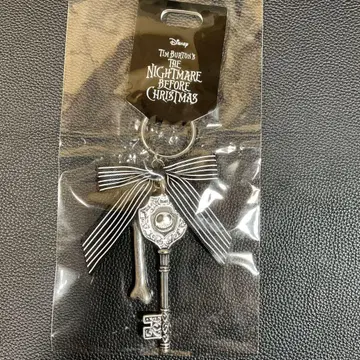 Disney
TIM BURTON'S
THE
NIGHTMARE
BEFORE
CHRISTMAS